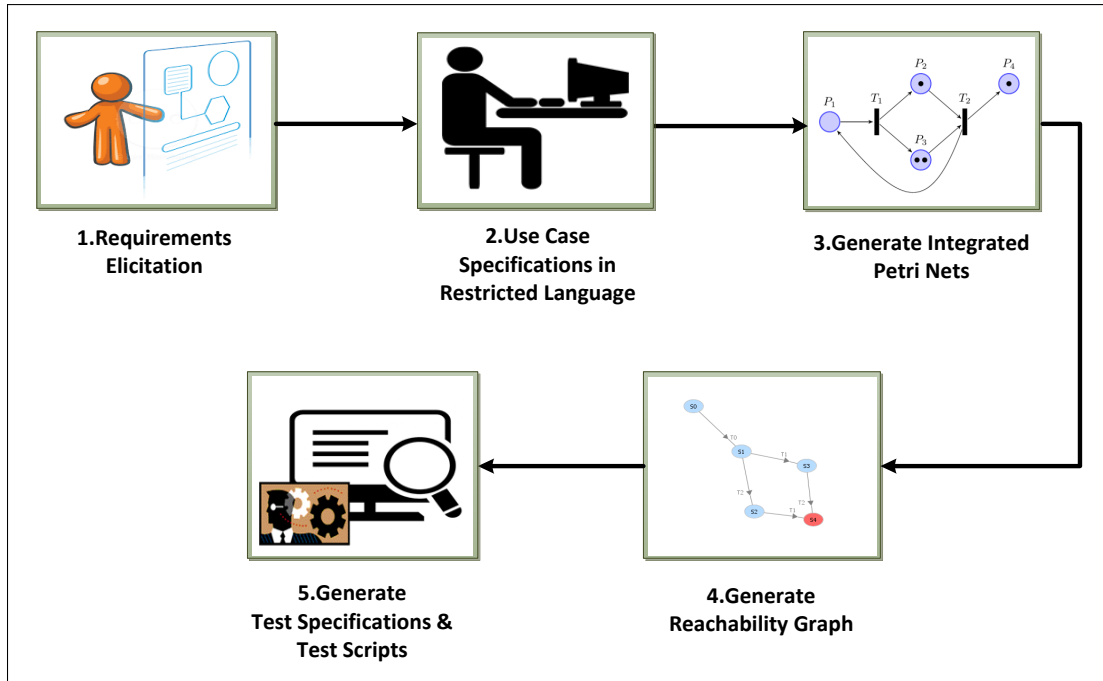 P1
T1
P2
T2
P4
P3
1.Requirements
Elicitation
2.Use Case
Specifications in
Restricted Language
3.Generate Integrated
Petri Nets
S0
T0
S1
T1
S3
T2
T2
S2
T1
S4
5.Generate
Test Specifications &
Test Scripts
4.Generate
Reachability Graph